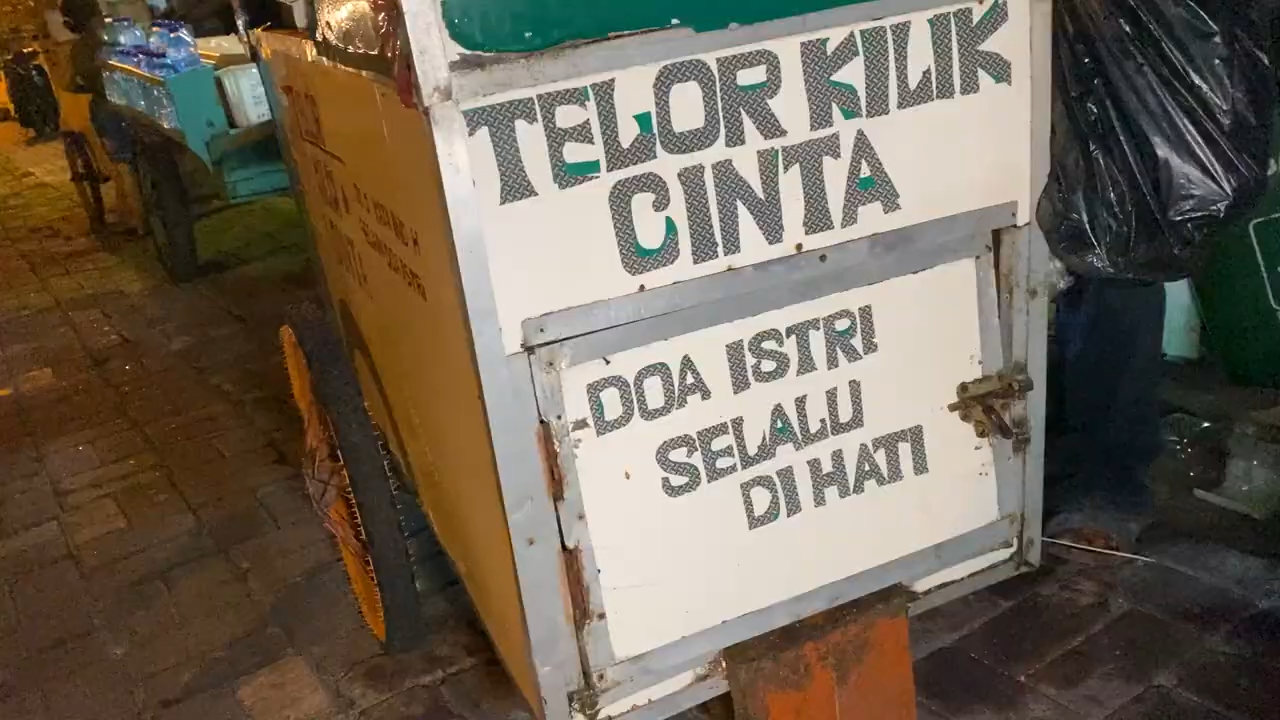 TELOR KILIK
CINTA
DOA ISTRI
SELALU
DI HATI